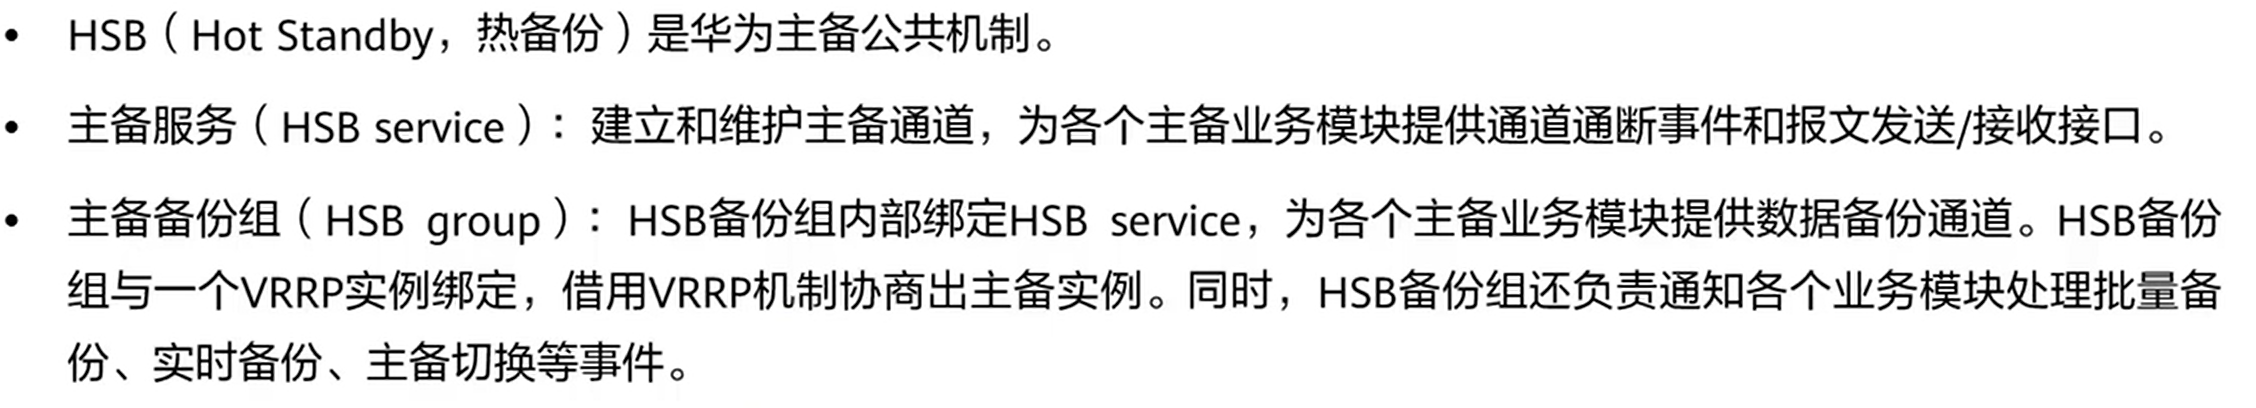 • HSB（Hot Standby，热备份）是华为主备公共机制。
• 主备服务（HSB service）：建立和维护主备通道，为各个主备业务模块提供通道通断事件和报文发送/接收接口。
• 主备备份组（HSB group）：HSB备份组内部绑定HSB service，为各个主备业务模块提供数据备份通道。HSB备份
组与一个VRRP实例绑定，借用VRRP机制协商出主备实例。同时，HSB备份组还负责通知各个业务模块处理批量备
份、实时备份、主备切换等事件。